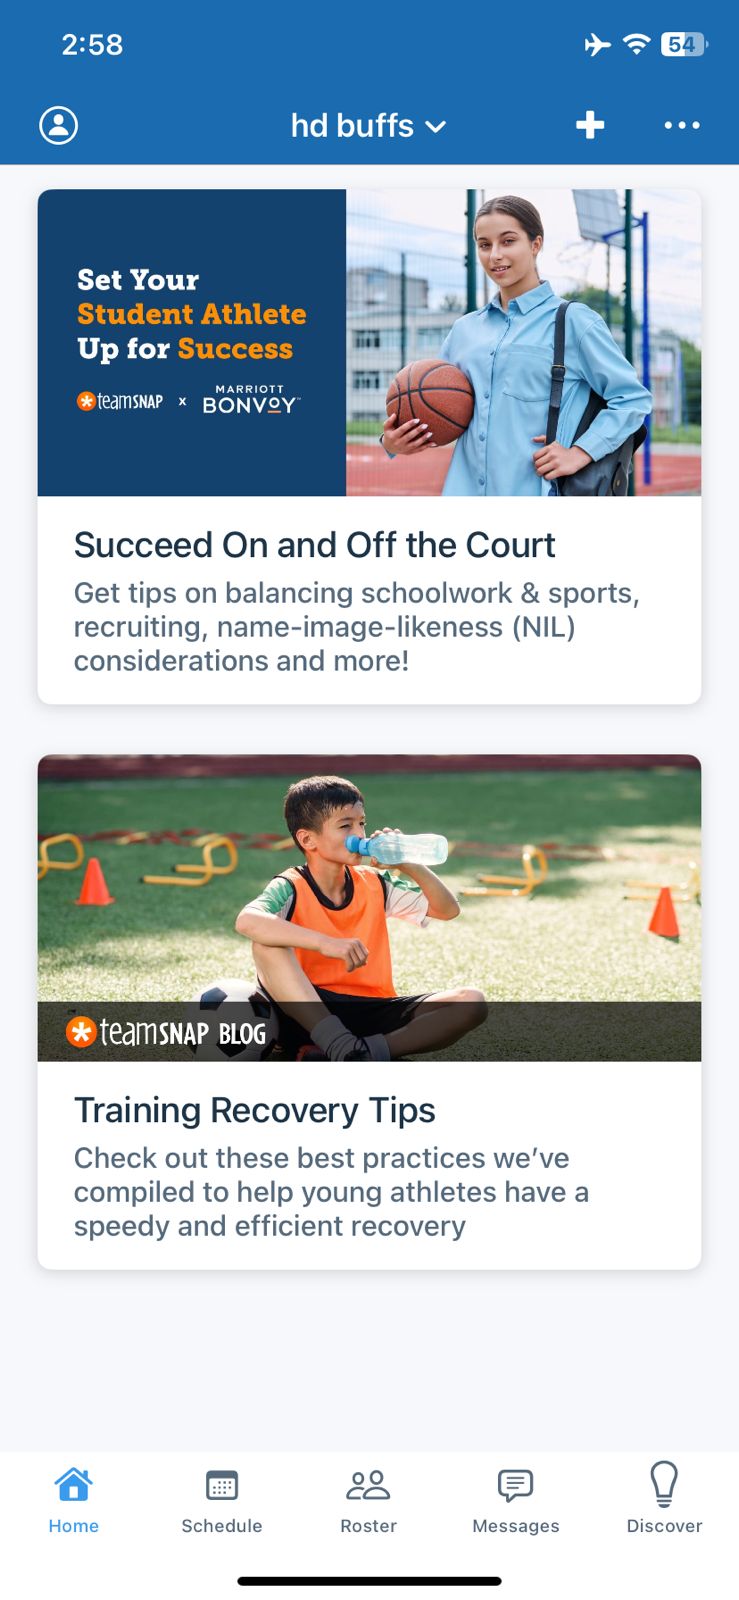 2:58
54
hd buffs
Set Your
Student Athlete
Up for Success
teamSNAP x MARRIOTT BONVOY™
Succeed On and Off the Court
Get tips on balancing schoolwork & sports,
recruiting, name-image-likeness (NIL)
considerations and more!
teamSNAP BLOG
Training Recovery Tips
Check out these best practices we’ve
compiled to help young athletes have a
speedy and efficient recovery
Home
Schedule
Roster
Messages
Discover